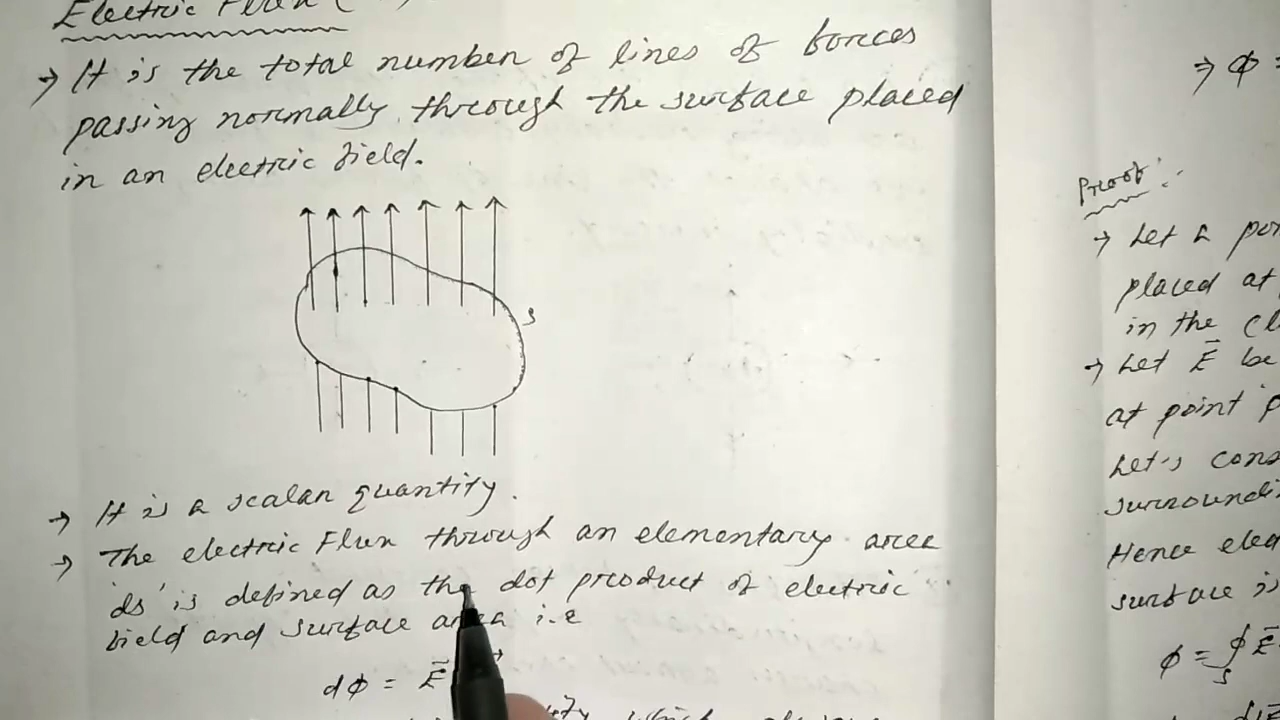 Electric Flux (
→ It is the total number of lines of forces
passing normally through the surface placed
in an electric field.
S
→ It is a scalar quantity.
→ The electric Flux through an elementary area
'ds' is defined as the dot product of electric
field and surface area i.e
dφ = E⃗
which
⇒ φ =
Proof :-
→ Let a
placed at
in the
→ Let E⃗ be
at point
Let's
Hence
surface is
φ = ∮s E⃗